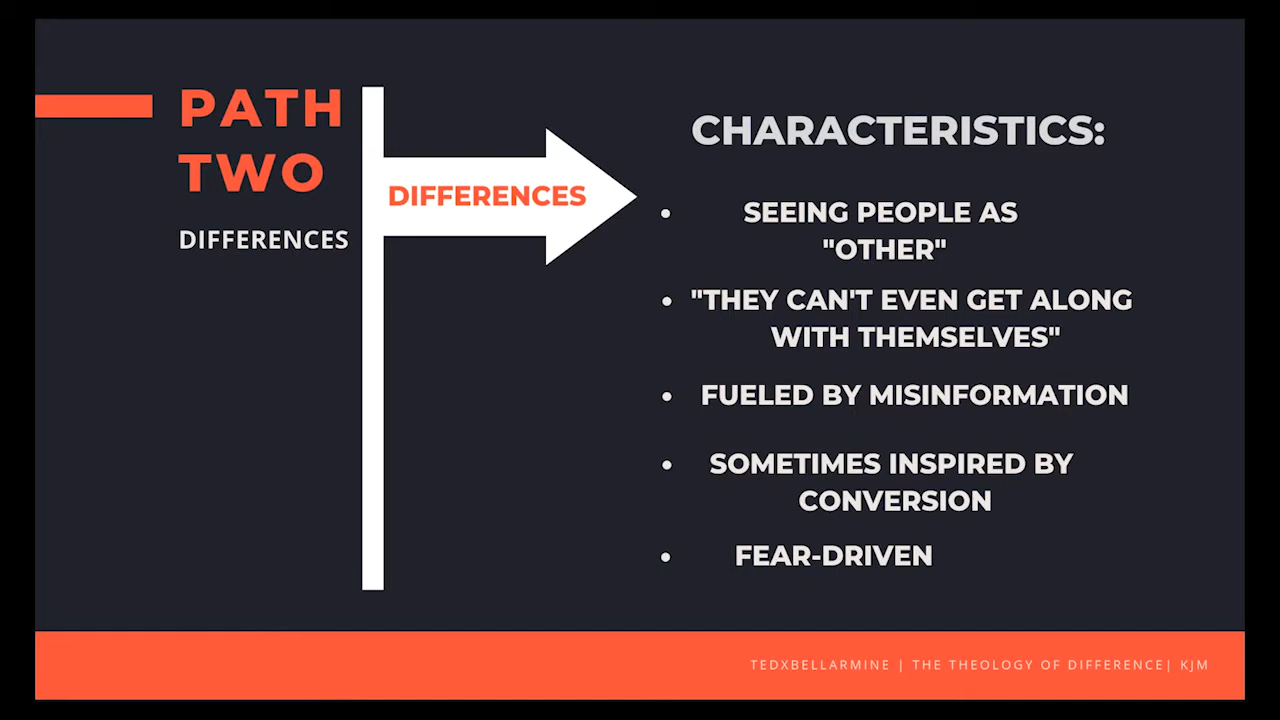 PATH
TWO
DIFFERENCES
DIFFERENCES
CHARACTERISTICS:
• SEEING PEOPLE AS
"OTHER"
• "THEY CAN'T EVEN GET ALONG
WITH THEMSELVES"
• FUELED BY MISINFORMATION
• SOMETIMES INSPIRED BY
CONVERSION
• FEAR-DRIVEN
TEDXBELLARMINE | THE THEOLOGY OF DIFFERENCE| KJM